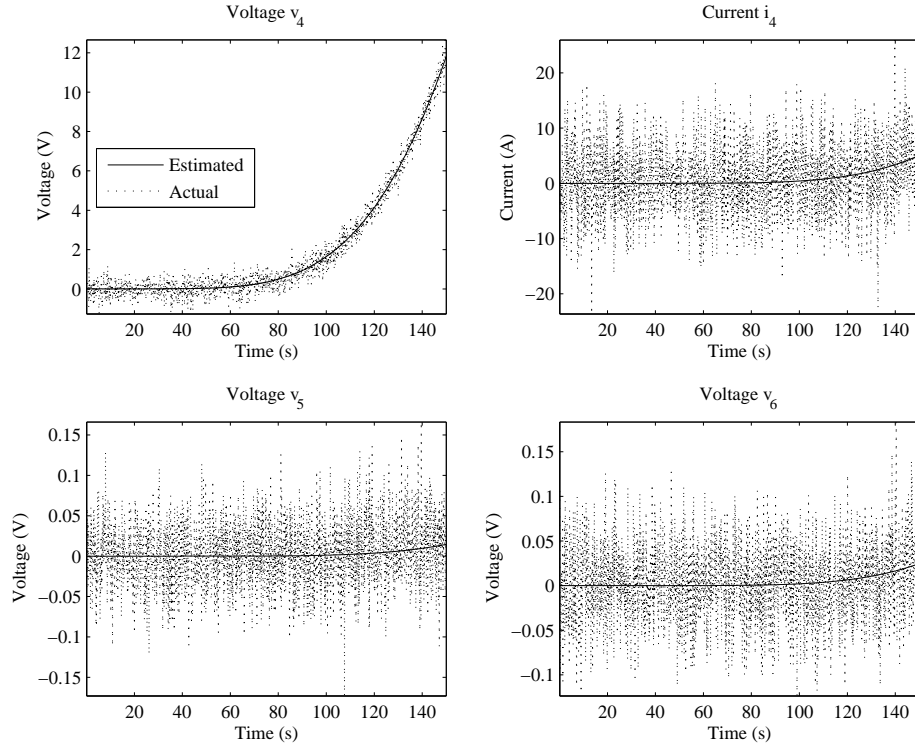 Voltage v4
12
10
8
6
4
2
0
Voltage (V)
Estimated
Actual
20 40 60 80 100 120 140
Time (s)
Current i4
20
10
0
−10
−20
Current (A)
20 40 60 80 100 120 140
Time (s)
Voltage v5
0.15
0.1
0.05
0
−0.05
−0.1
−0.15
Voltage (V)
20 40 60 80 100 120 140
Time (s)
Voltage v6
0.15
0.1
0.05
0
−0.05
−0.1
Voltage (V)
20 40 60 80 100 120 140
Time (s)